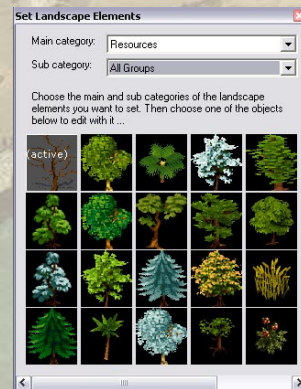 Set Landscape Elements
Main category: Resources
Sub category: All Groups
Choose the main and sub categories of the landscape
elements you want to set. Then choose one of the objects
below to edit with it ...
(active)